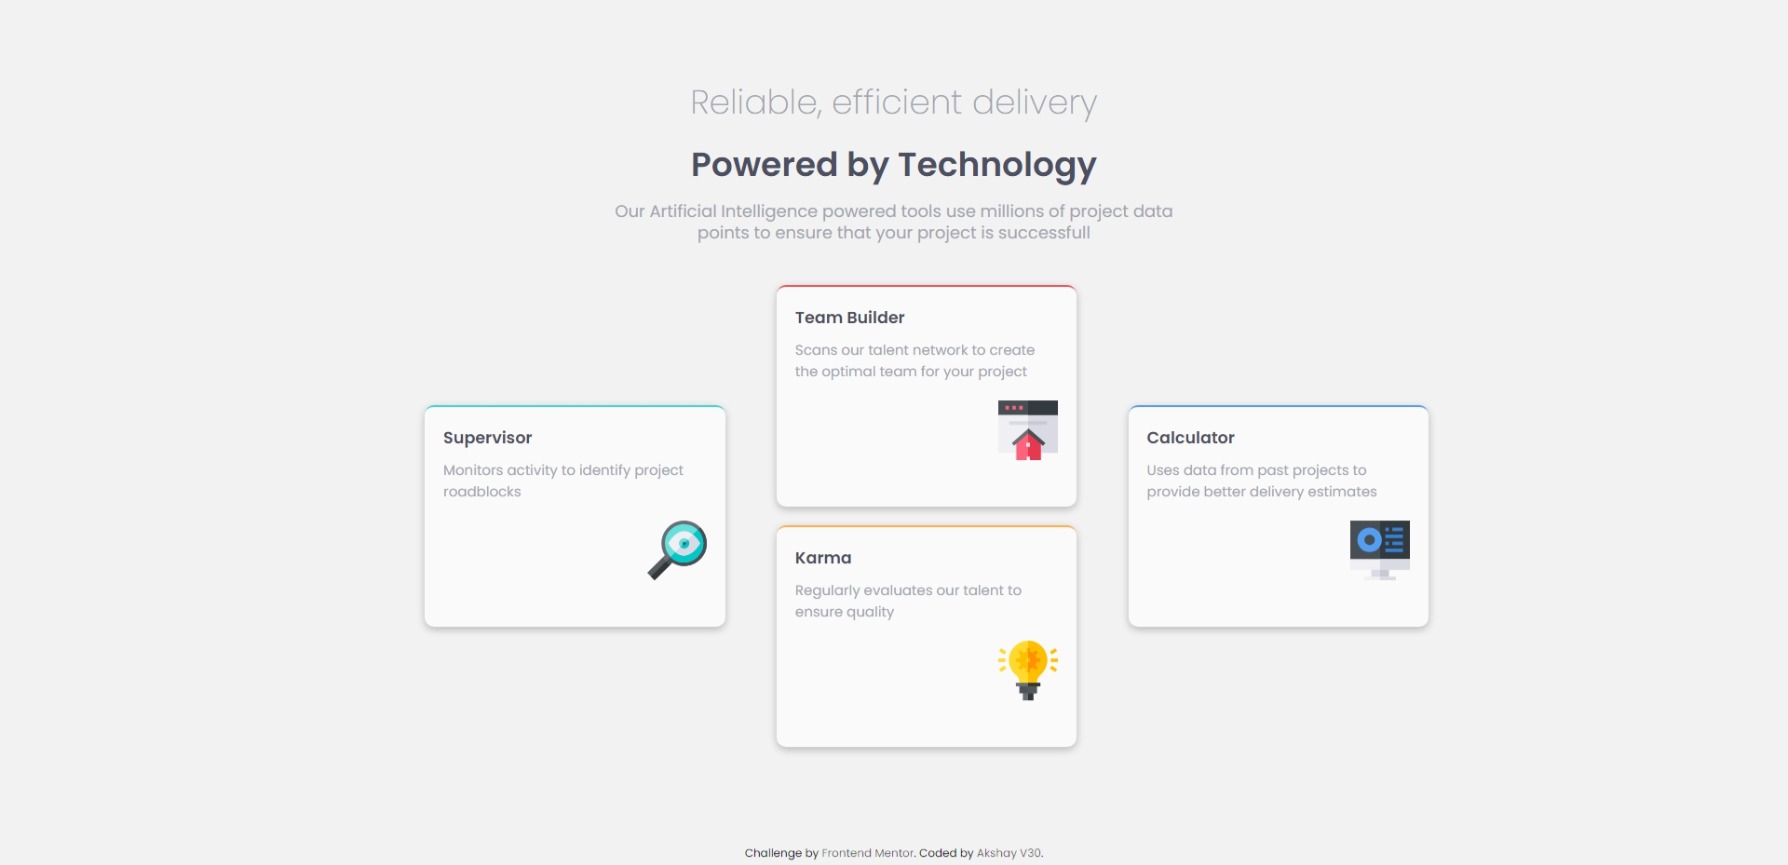 Reliable, efficient delivery
Powered by Technology
Our Artificial Intelligence powered tools use millions of project data
points to ensure that your project is successfull
Team Builder
Scans our talent network to create
the optimal team for your project
Supervisor
Monitors activity to identify project
roadblocks
Calculator
Uses data from past projects to
provide better delivery estimates
Karma
Regularly evaluates our talent to
ensure quality
Challenge by Frontend Mentor. Coded by Akshay V30.